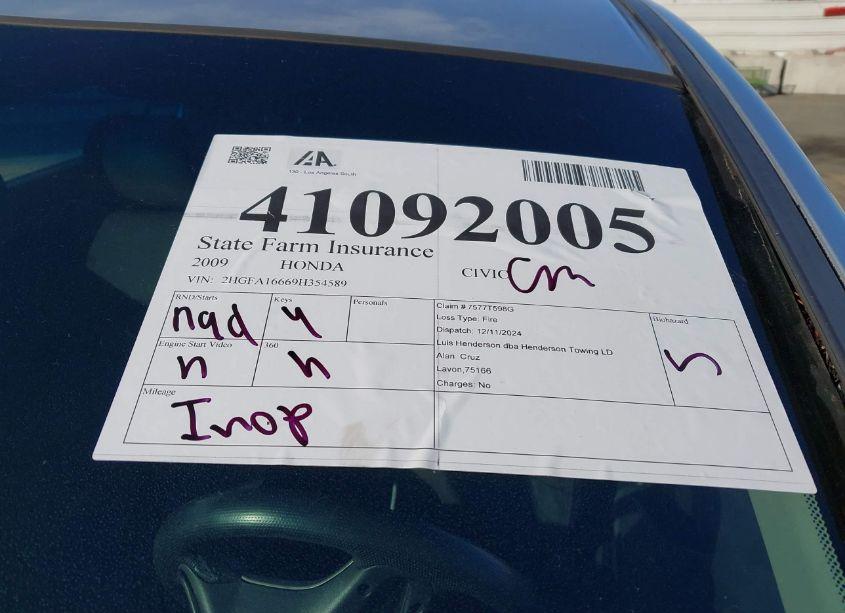 IAA
130 - Los Angeles South
41092005
State Farm Insurance
2009 HONDA CIVIC cm
VIN: 2HGFA16669H354589
RND/Starts Keys Personals
nad y
Engine Start Video 360
n n
Mileage
Inop
Claim # 7577T598G
Loss Type: Fire
Dispatch: 12/11/2024
Luis Henderson dba Henderson Towing LD
Alan Cruz
Lavon,75166
Charges: No
Biohazard
n